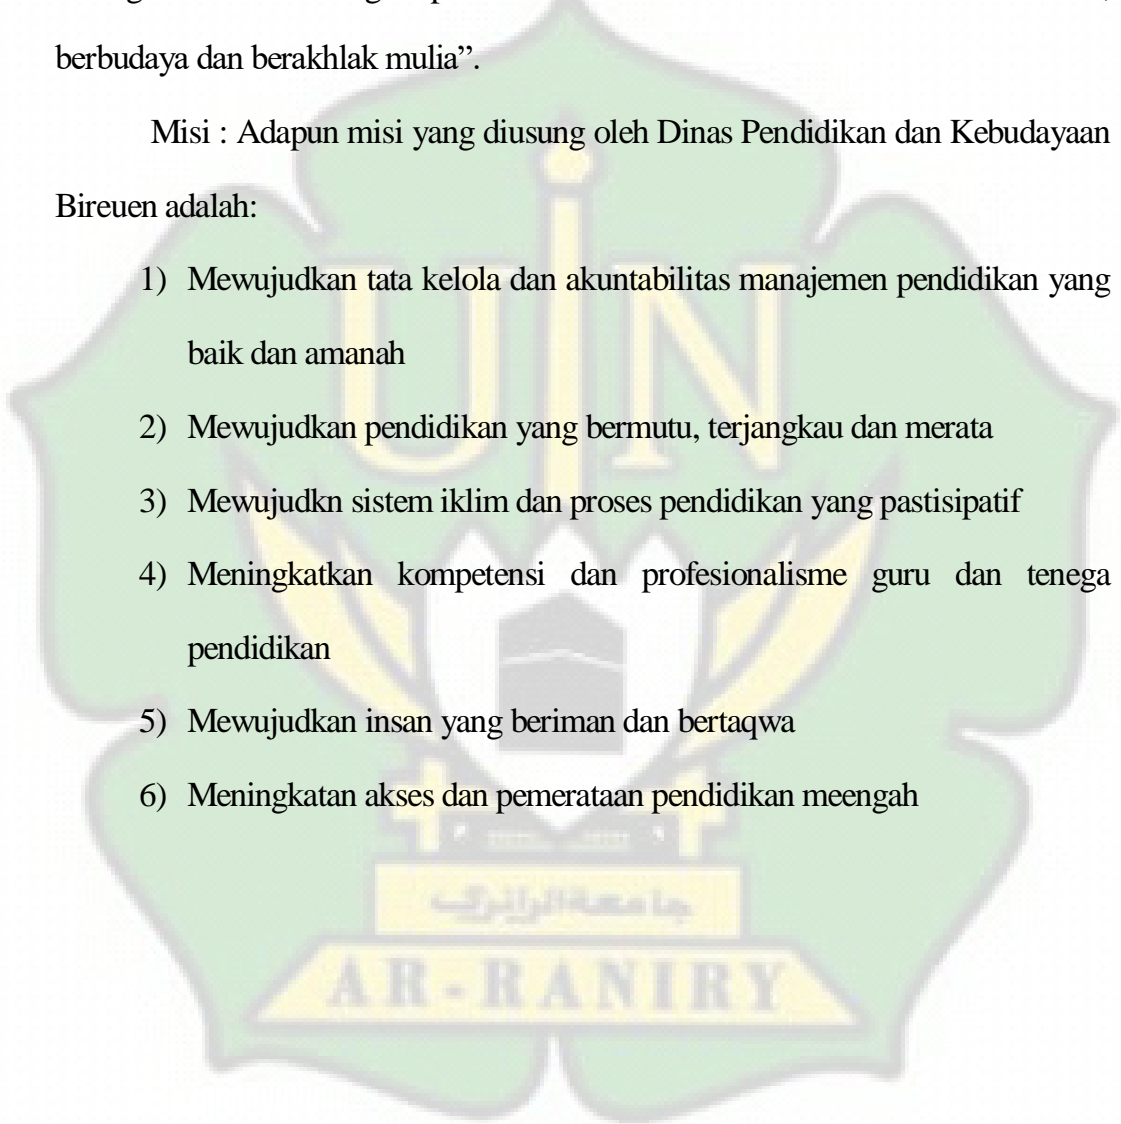 berbudaya dan berakhlak mulia”.
Misi : Adapun misi yang diusung oleh Dinas Pendidikan dan Kebudayaan
Bireuen adalah:
1) Mewujudkan tata kelola dan akuntabilitas manajemen pendidikan yang
baik dan amanah
2) Mewujudkan pendidikan yang bermutu, terjangkau dan merata
3) Mewujudkn sistem iklim dan proses pendidikan yang pastisipatif
4) Meningkatkan kompetensi dan profesionalisme guru dan tenega
pendidikan
5) Mewujudkan insan yang beriman dan bertaqwa
6) Meningkatan akses dan pemerataan pendidikan meengah
UIN
جامعة الرانري
AR-RANIRY